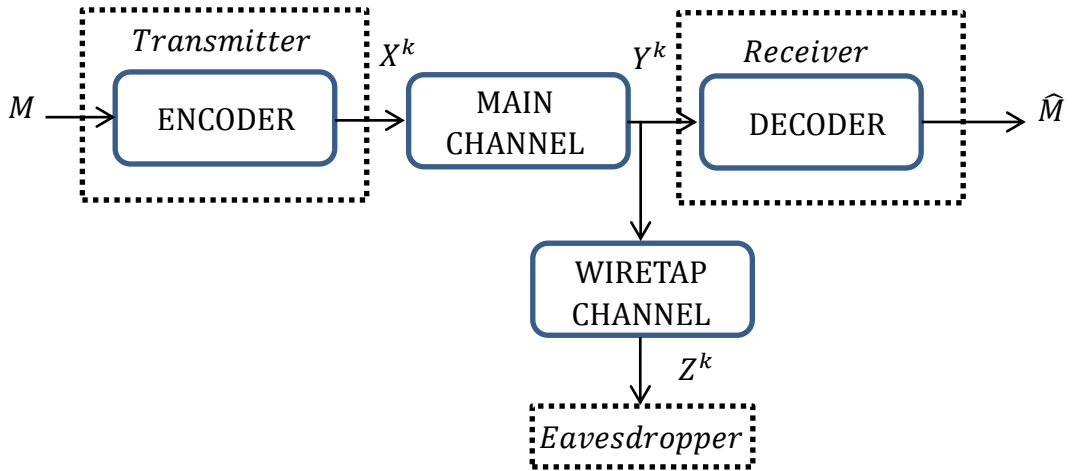 Transmitter
X^k
Y^k
Receiver
M
ENCODER
MAIN
CHANNEL
DECODER
M̂
WIRETAP
CHANNEL
Z^k
Eavesdropper